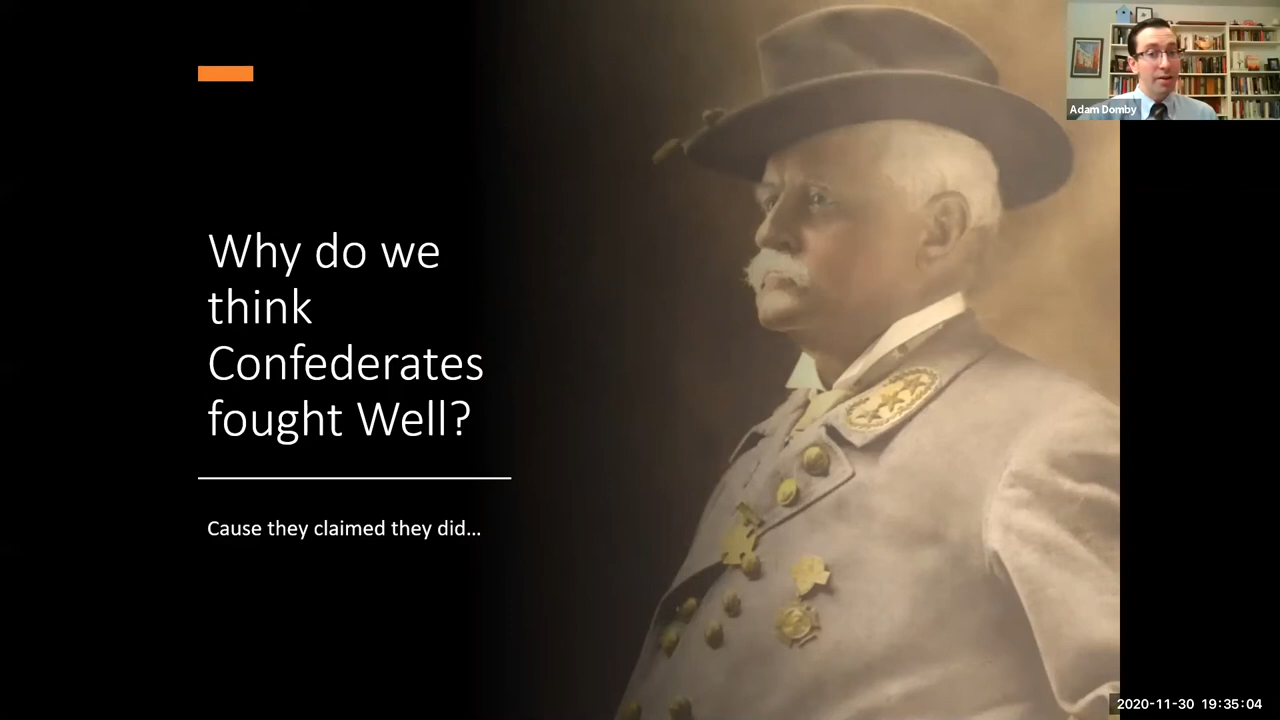 Why do we
think
Confederates
fought Well?
Cause they claimed they did...
Adam Domby
2020-11-30 19:35:04